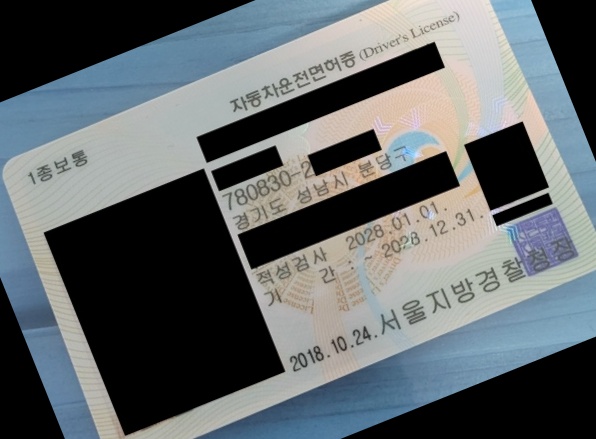 자동차운전면허증 (Driver's License)
1종보통
780830-2
경기도 성남시 분당구
적성검사 2028.01.01.
기 간 ~ 2028.12.31.
2018.10.24. 서울지방경찰청장